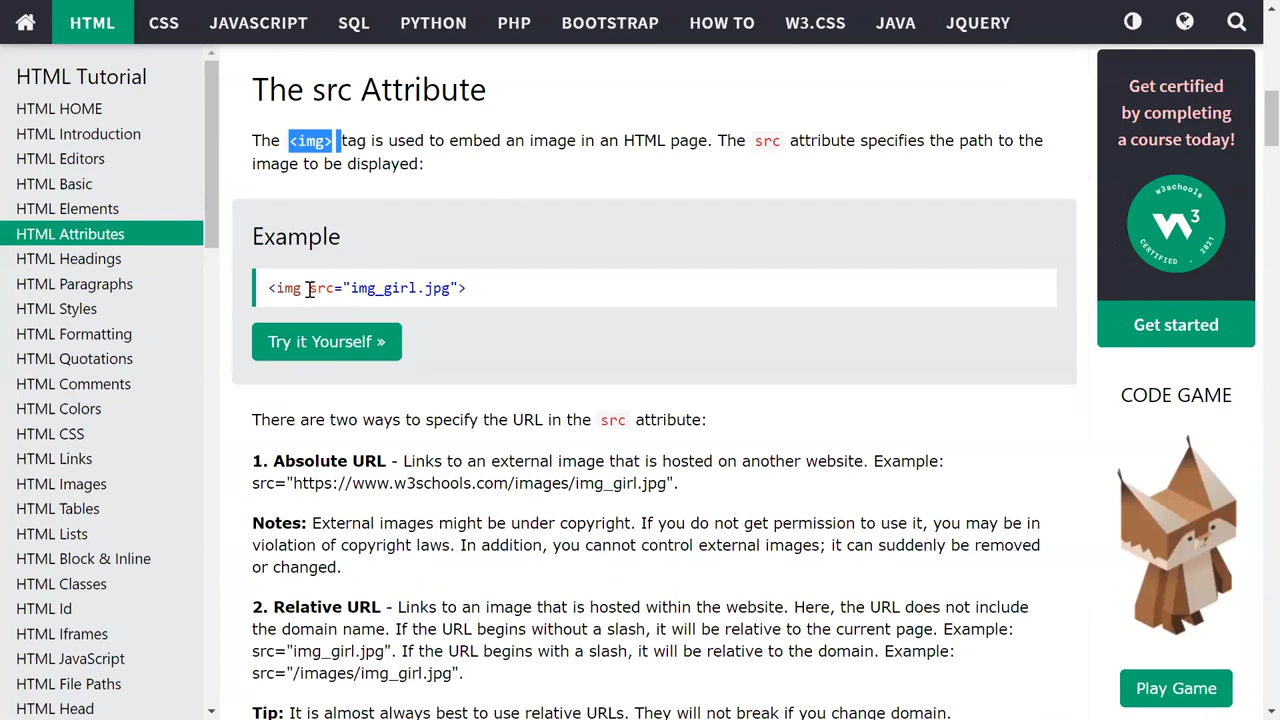 HTML CSS JAVASCRIPT SQL PYTHON PHP BOOTSTRAP HOW TO W3.CSS JAVA JQUERY
HTML Tutorial
HTML HOME
HTML Introduction
HTML Editors
HTML Basic
HTML Elements
HTML Attributes
HTML Headings
HTML Paragraphs
HTML Styles
HTML Formatting
HTML Quotations
HTML Comments
HTML Colors
HTML CSS
HTML Links
HTML Images
HTML Tables
HTML Lists
HTML Block & Inline
HTML Classes
HTML Id
HTML Iframes
HTML JavaScript
HTML File Paths
HTML Head
The src Attribute
The <img> tag is used to embed an image in an HTML page. The src attribute specifies the path to the
image to be displayed:
Example
<img src="img_girl.jpg">
Try it Yourself »
There are two ways to specify the URL in the src attribute:
1. Absolute URL - Links to an external image that is hosted on another website. Example:
src="https://www.w3schools.com/images/img_girl.jpg".
Notes: External images might be under copyright. If you do not get permission to use it, you may be in
violation of copyright laws. In addition, you cannot control external images; it can suddenly be removed
or changed.
2. Relative URL - Links to an image that is hosted within the website. Here, the URL does not include
the domain name. If the URL begins without a slash, it will be relative to the current page. Example:
src="img_girl.jpg". If the URL begins with a slash, it will be relative to the domain. Example:
src="/images/img_girl.jpg".
Tip: It is almost always best to use relative URLs. They will not break if you change domain.
Get certified
by completing
a course today!
w3schools
W3
CERTIFIED . 2021
Get started
CODE GAME
Play Game